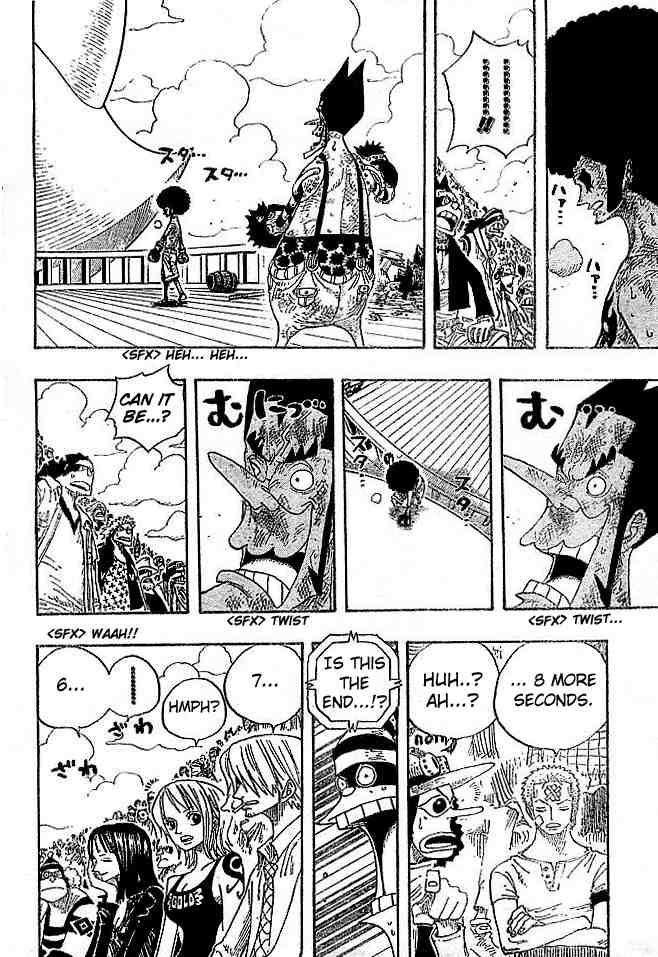 ハァ…
ハァ…
スタ…
スタ…
<SFX> HEH... HEH...
む…
<SFX> TWIST...
スタ
スタ…
むにっ…
<SFX> TWIST
CAN IT
BE...?
<SFX> WAAH!!
... 8 MORE
SECONDS.
HUH..?
AH...?
IS THIS
THE
END...!?
7...
HMPH?
6...
ざわ
ざわ